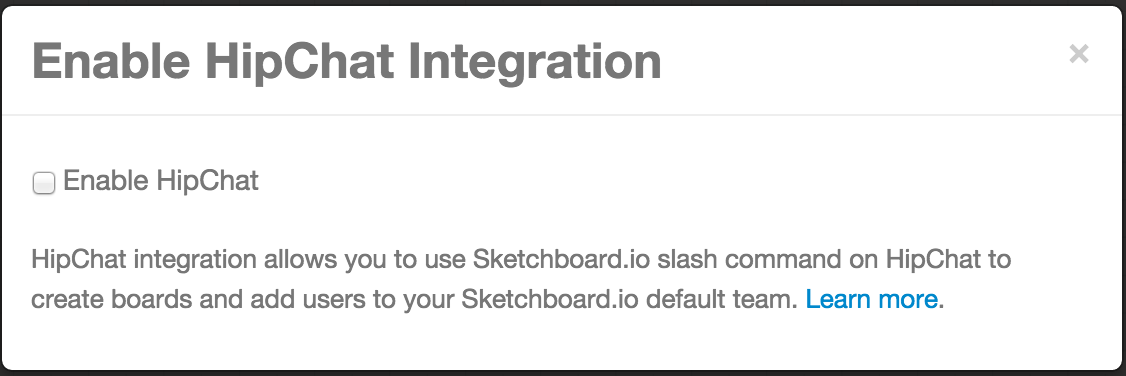 Enable HipChat Integration
×
Enable HipChat
HipChat integration allows you to use Sketchboard.io slash command on HipChat to
create boards and add users to your Sketchboard.io default team. Learn more.